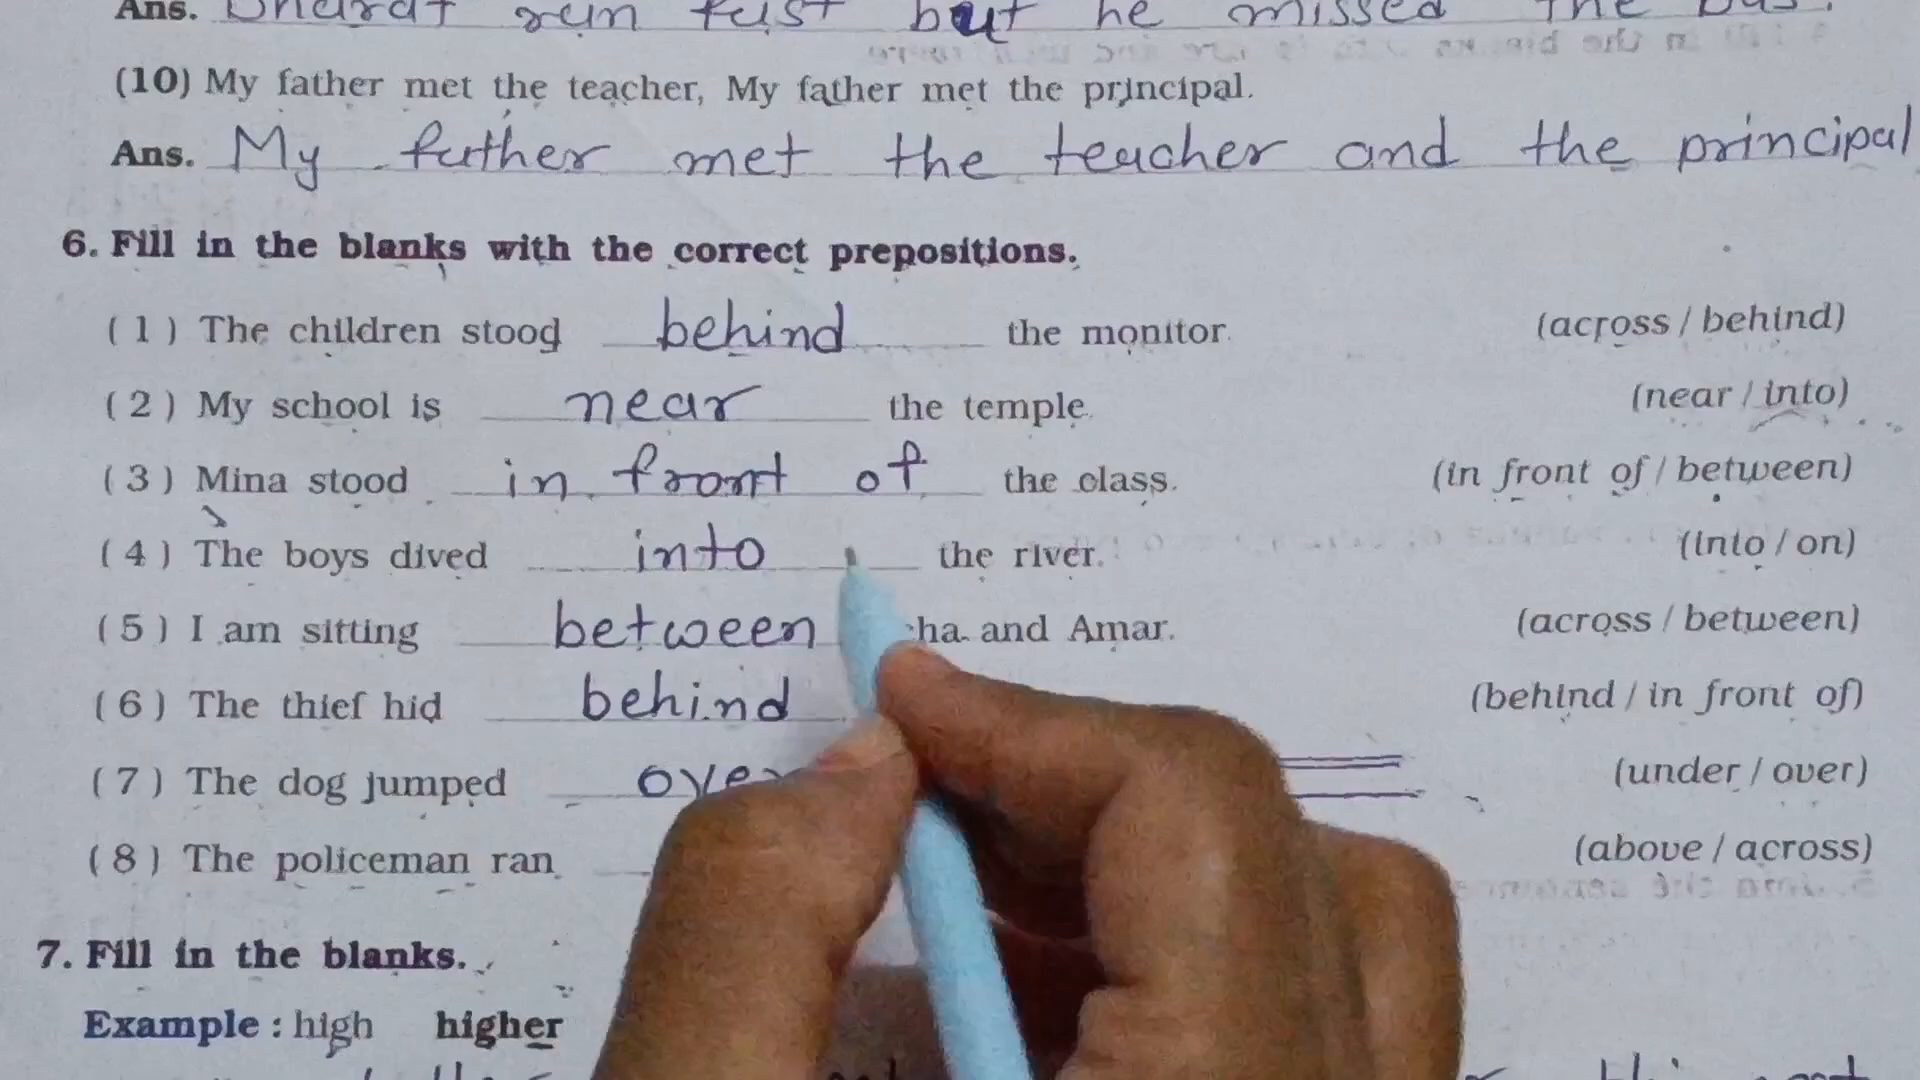 Ans. Bharat run fast but he missed the bus.
(10) My father met the teacher, My father met the principal.
Ans. My father met the teacher and the principal
6. Fill in the blanks with the correct prepositions.
(1) The children stood behind the monitor. (across / behind)
(2) My school is near the temple. (near / into)
(3) Mina stood in front of the class. (in front of / between)
(4) The boys dived into the river. (into / on)
(5) I am sitting between and Amar. (across / between)
(6) The thief hid behind (behind / in front of)
(7) The dog jumped over (under / over)
(8) The policeman ran (above / across)
7. Fill in the blanks.
Example : high higher